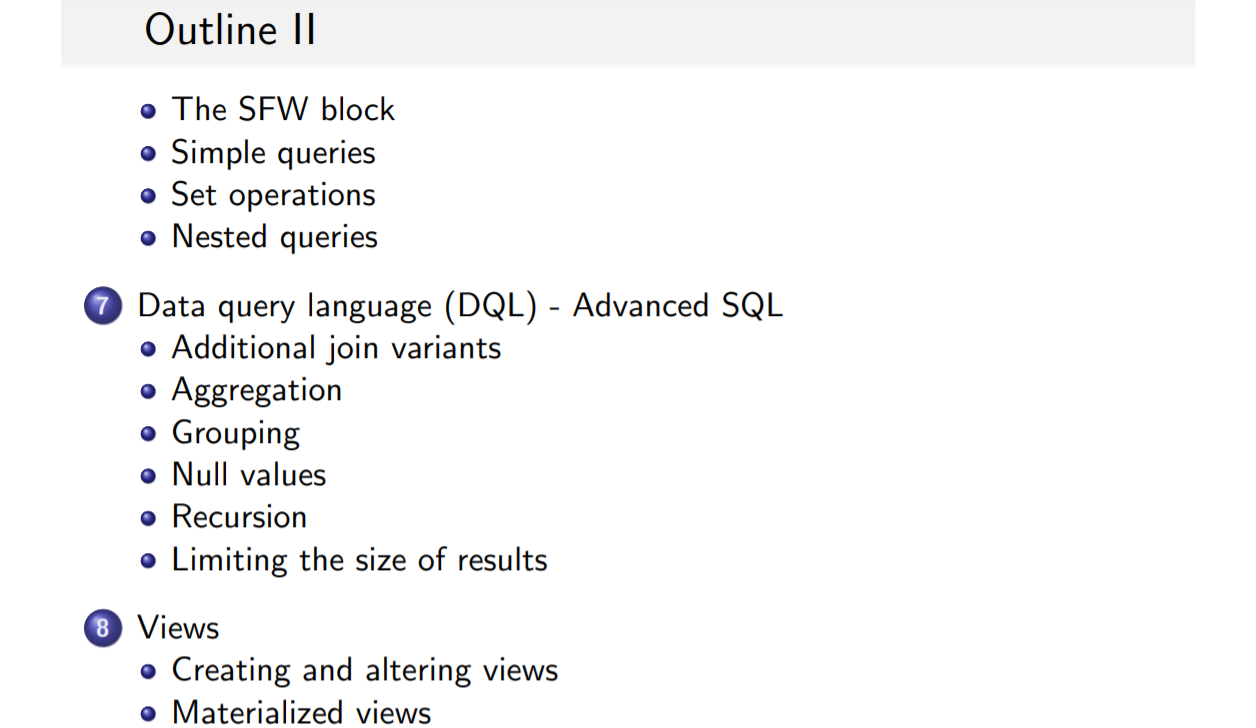 Outline II
The SFW block
Simple queries
Set operations
Nested queries
7 Data query language (DQL) - Advanced SQL
Additional join variants
Aggregation
Grouping
Null values
Recursion
Limiting the size of results
8 Views
Creating and altering views
Materialized views